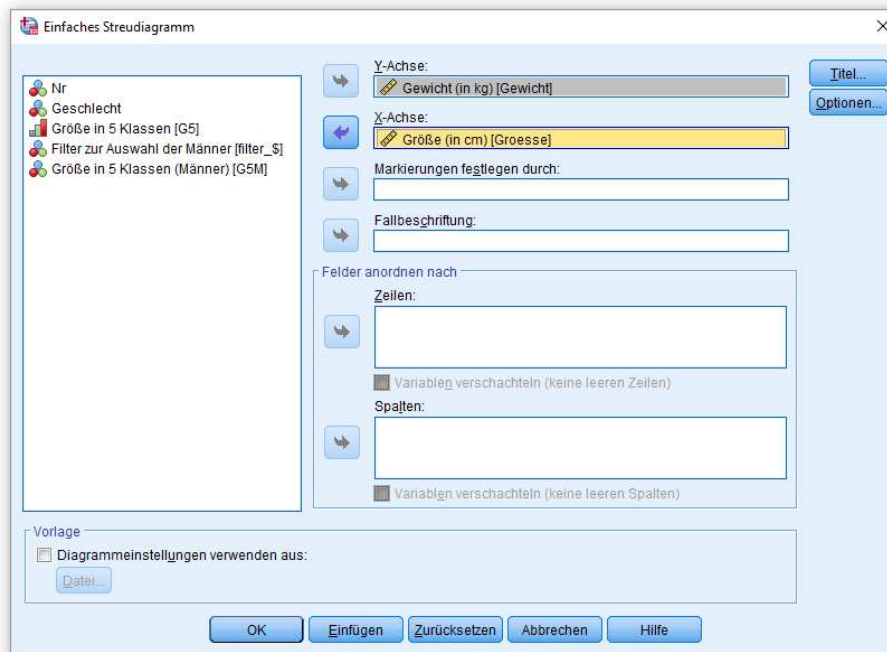 Einfaches Streudiagramm
Nr
Geschlecht
Größe in 5 Klassen [G5]
Filter zur Auswahl der Männer [filter_$]
Größe in 5 Klassen (Männer) [G5M]
Y-Achse:
Gewicht (in kg) [Gewicht]
X-Achse:
Größe (in cm) [Groesse]
Markierungen festlegen durch:
Fallbeschriftung:
Felder anordnen nach
Zeilen:
Variablen verschachteln (keine leeren Zeilen)
Spalten:
Variablen verschachteln (keine leeren Spalten)
Titel...
Optionen...
Vorlage
Diagrammeinstellungen verwenden aus:
Datei...
OK Einfügen Zurücksetzen Abbrechen Hilfe